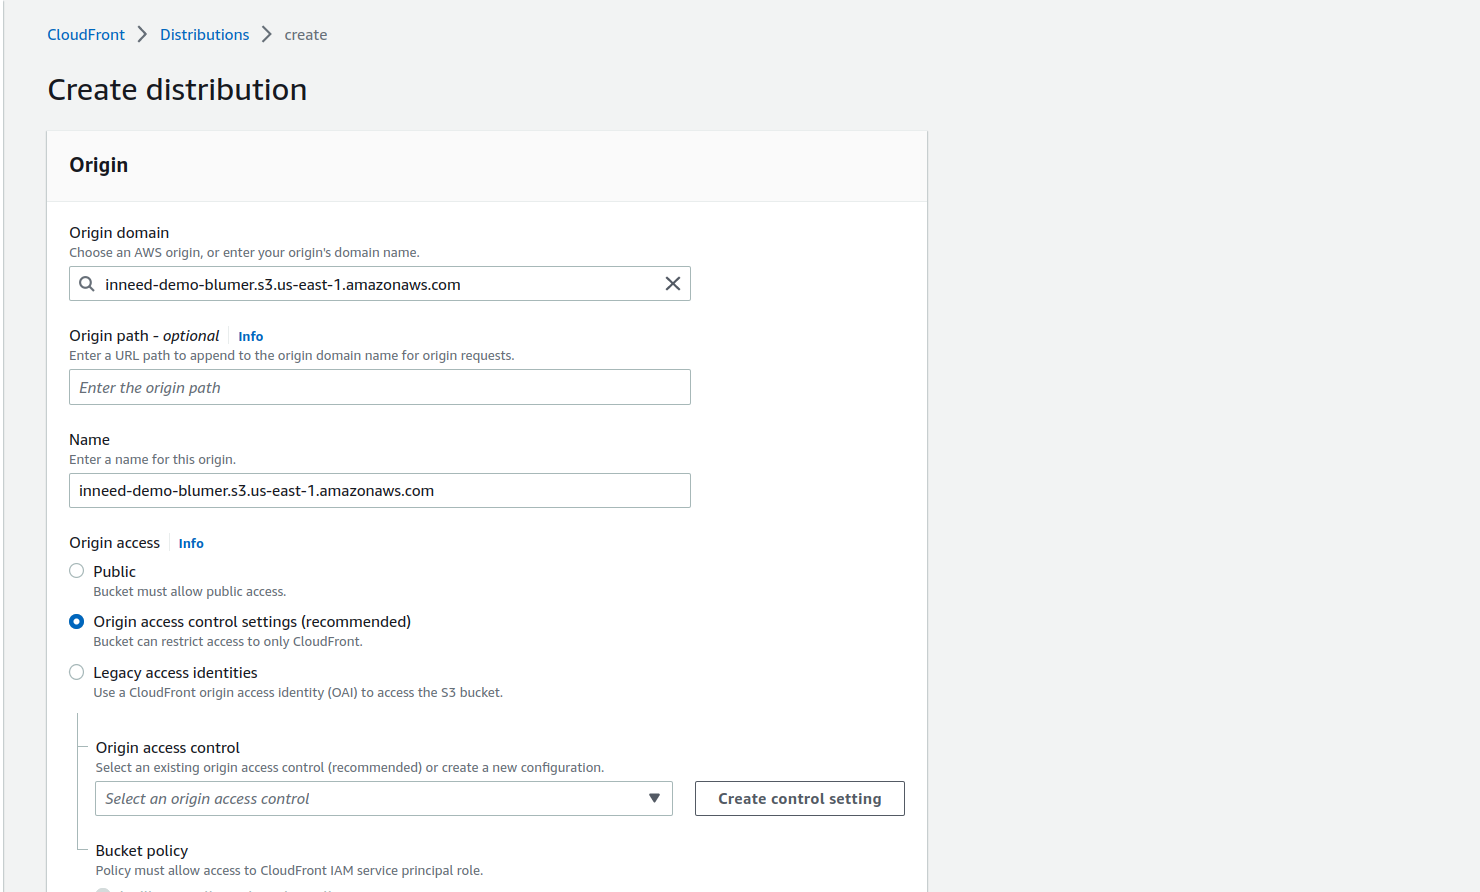 CloudFront > Distributions > create
Create distribution
Origin
Origin domain
Choose an AWS origin, or enter your origin's domain name.
inneed-demo-blumer.s3.us-east-1.amazonaws.com
Origin path - optional Info
Enter a URL path to append to the origin domain name for origin requests.
Enter the origin path
Name
Enter a name for this origin.
inneed-demo-blumer.s3.us-east-1.amazonaws.com
Origin access Info
Public
Bucket must allow public access.
Origin access control settings (recommended)
Bucket can restrict access to only CloudFront.
Legacy access identities
Use a CloudFront origin access identity (OAI) to access the S3 bucket.
Origin access control
Select an existing origin access control (recommended) or create a new configuration.
Select an origin access control
Create control setting
Bucket policy
Policy must allow access to CloudFront IAM service principal role.